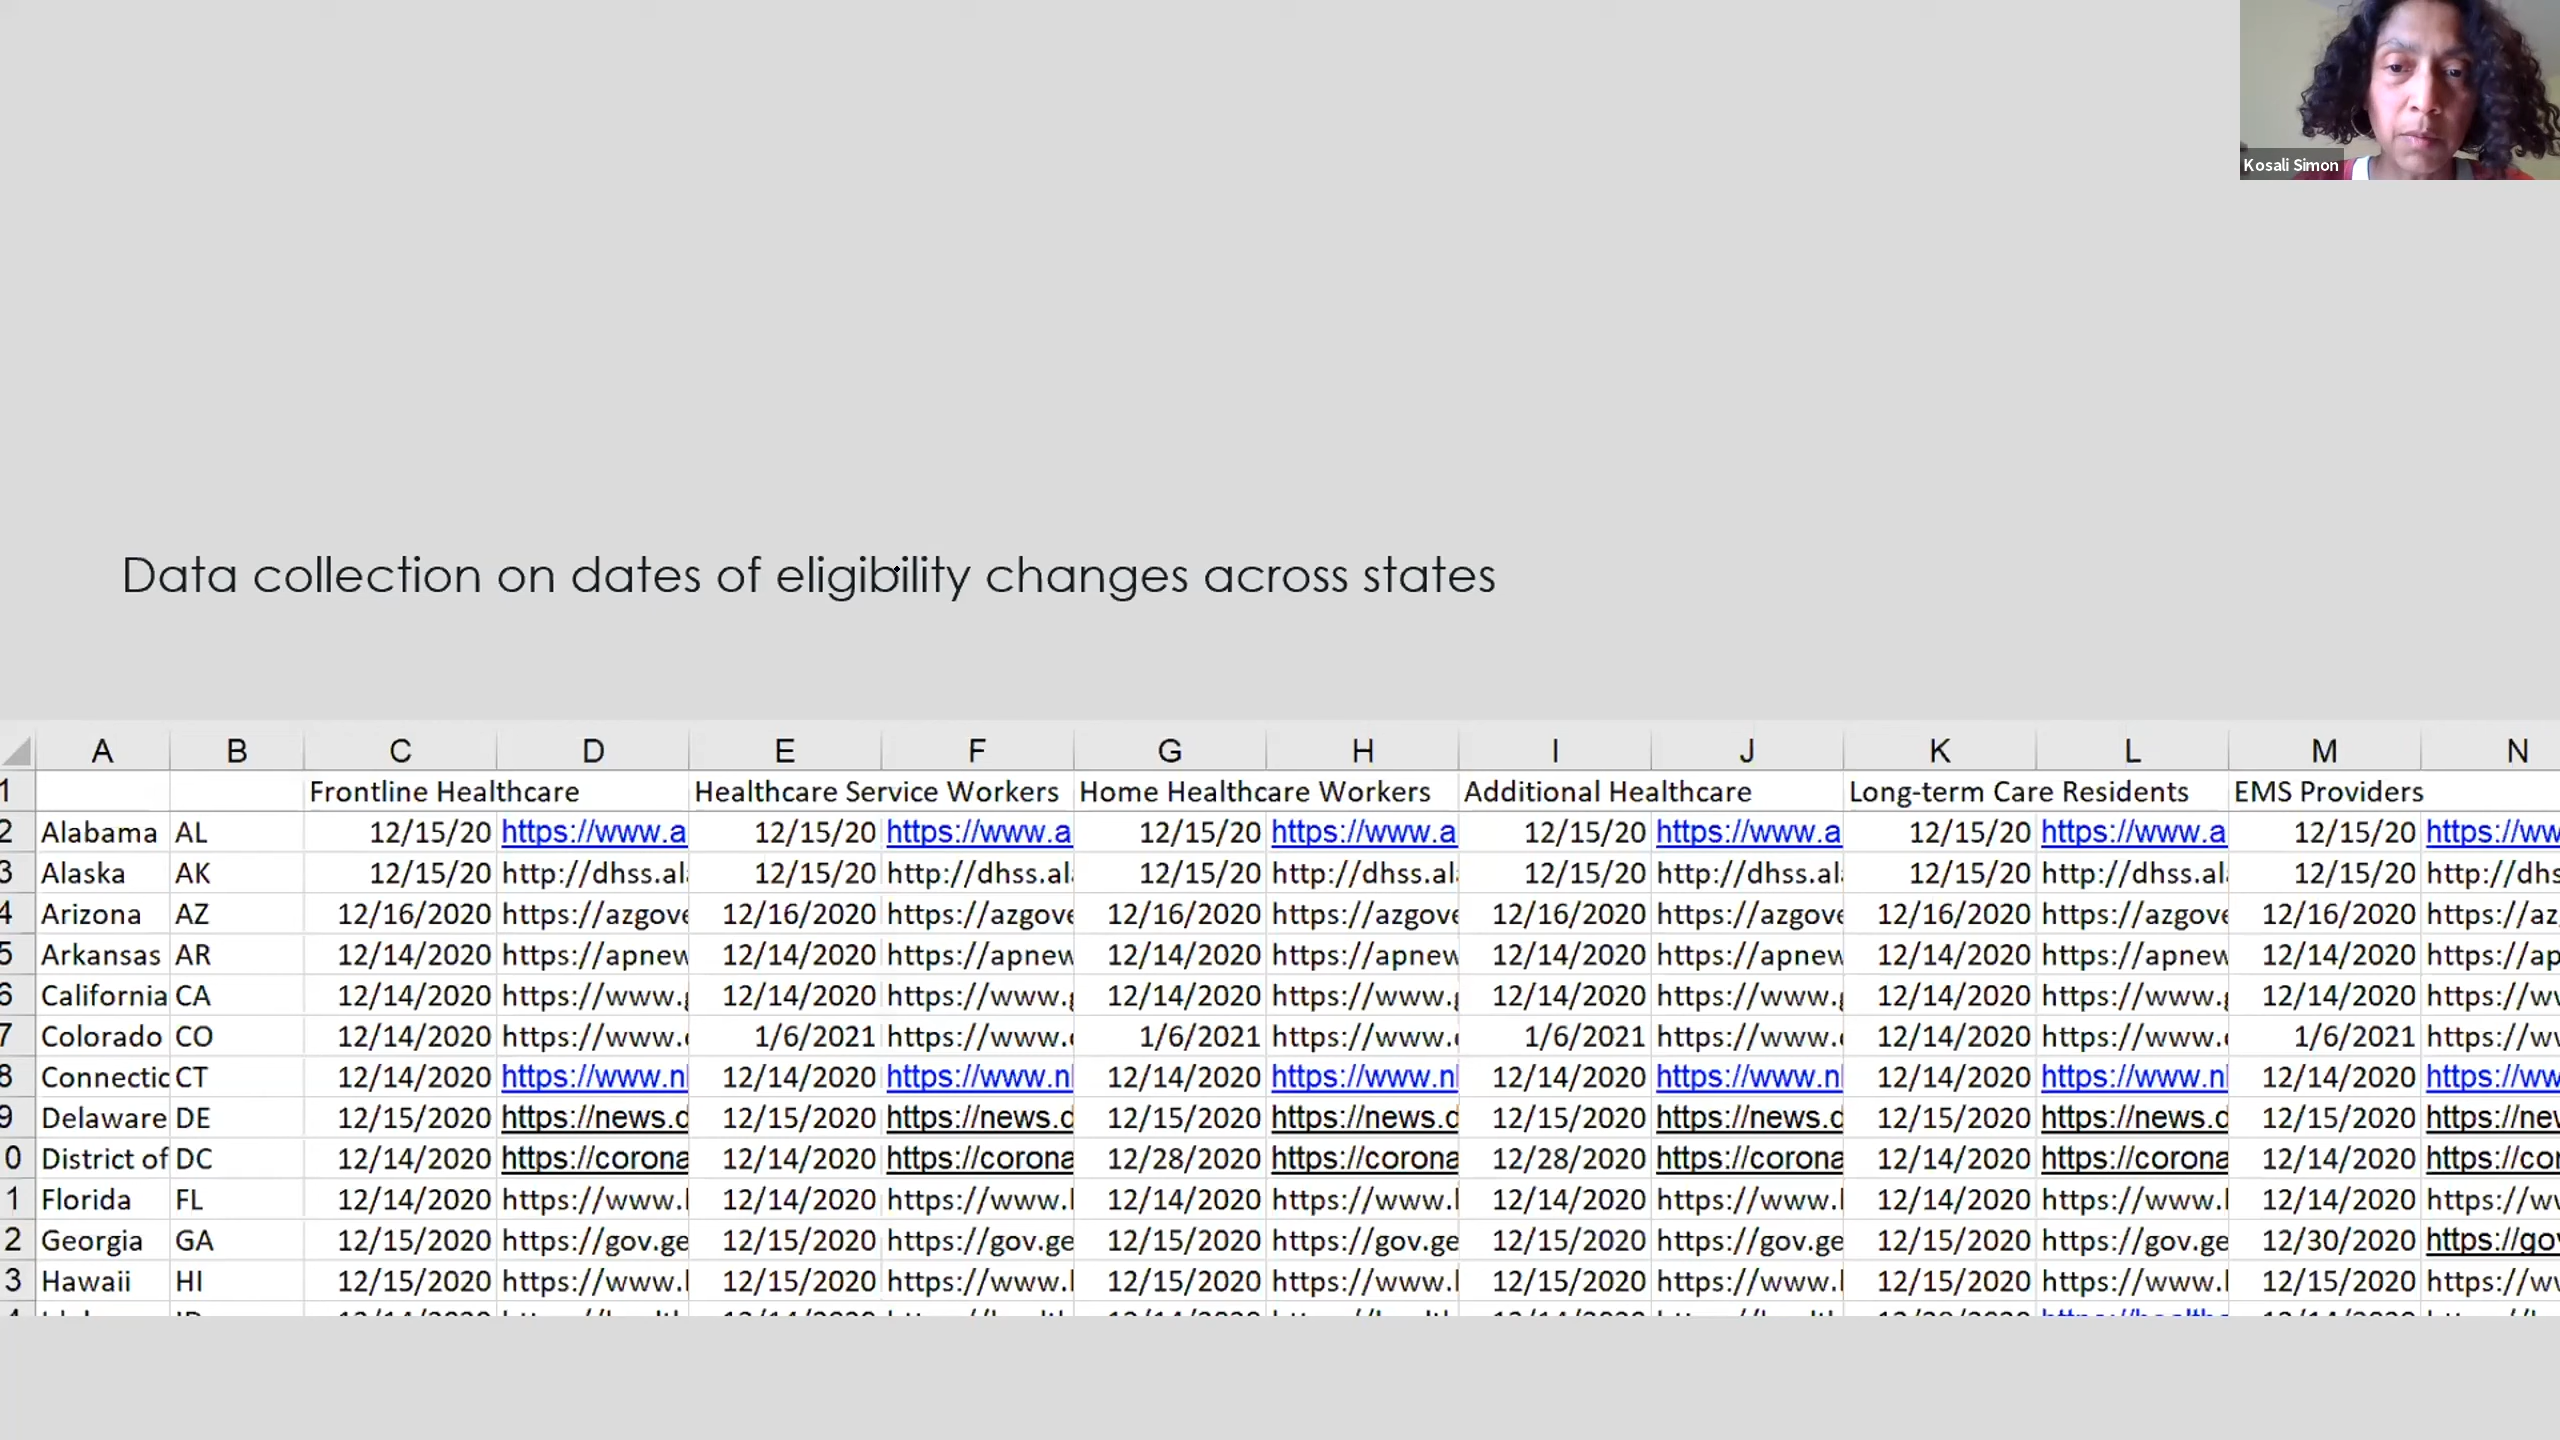 Kosali Simon
Data collection on dates of eligibility changes across states
A B C D E F G H I J K L M N
1 Frontline Healthcare Healthcare Service Workers Home Healthcare Workers Additional Healthcare Long-term Care Residents EMS Providers
2 Alabama AL 12/15/20 https://www.a 12/15/20 https://www.a 12/15/20 https://www.a 12/15/20 https://www.a 12/15/20 https://www.a 12/15/20 https://ww
3 Alaska AK 12/15/20 http://dhss.al 12/15/20 http://dhss.al 12/15/20 http://dhss.al 12/15/20 http://dhss.al 12/15/20 http://dhss.al 12/15/20 http://dhs
4 Arizona AZ 12/16/2020 https://azgove 12/16/2020 https://azgove 12/16/2020 https://azgove 12/16/2020 https://azgove 12/16/2020 https://azgove 12/16/2020 https://az
5 Arkansas AR 12/14/2020 https://apnew 12/14/2020 https://apnew 12/14/2020 https://apnew 12/14/2020 https://apnew 12/14/2020 https://apnew 12/14/2020 https://ap
6 California CA 12/14/2020 https://www.g 12/14/2020 https://www.g 12/14/2020 https://www.g 12/14/2020 https://www.g 12/14/2020 https://www.g 12/14/2020 https://ww
7 Colorado CO 12/14/2020 https://www. 1/6/2021 https://www. 1/6/2021 https://www. 1/6/2021 https://www. 12/14/2020 https://www. 1/6/2021 https://ww
8 Connectic CT 12/14/2020 https://www.n 12/14/2020 https://www.n 12/14/2020 https://www.n 12/14/2020 https://www.n 12/14/2020 https://www.n 12/14/2020 https://ww
9 Delaware DE 12/15/2020 https://news.d 12/15/2020 https://news.d 12/15/2020 https://news.d 12/15/2020 https://news.d 12/15/2020 https://news.d 12/15/2020 https://new
0 District of DC 12/14/2020 https://corona 12/14/2020 https://corona 12/28/2020 https://corona 12/28/2020 https://corona 12/14/2020 https://corona 12/14/2020 https://cor
1 Florida FL 12/14/2020 https://www. 12/14/2020 https://www. 12/14/2020 https://www. 12/14/2020 https://www. 12/14/2020 https://www. 12/14/2020 https://ww
2 Georgia GA 12/15/2020 https://gov.ge 12/15/2020 https://gov.ge 12/15/2020 https://gov.ge 12/15/2020 https://gov.ge 12/15/2020 https://gov.ge 12/30/2020 https://gov
3 Hawaii HI 12/15/2020 https://www. 12/15/2020 https://www. 12/15/2020 https://www. 12/15/2020 https://www. 12/15/2020 https://www. 12/15/2020 https://ww